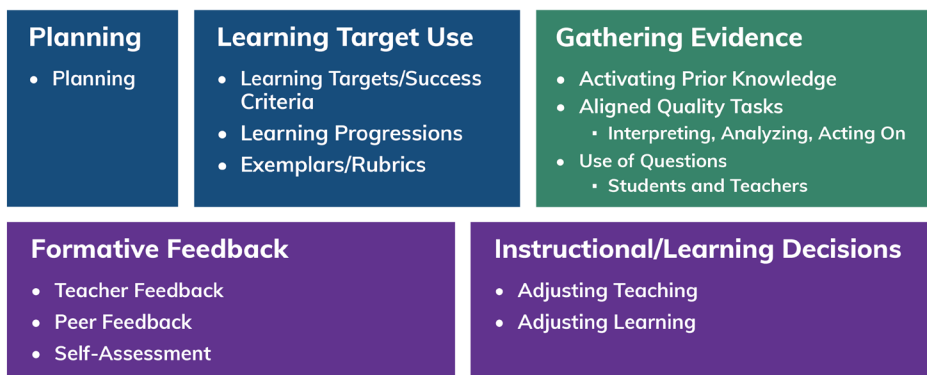 Planning
• Planning
Learning Target Use
• Learning Targets/Success
Criteria
• Learning Progressions
• Exemplars/Rubrics
Gathering Evidence
• Activating Prior Knowledge
• Aligned Quality Tasks
▪ Interpreting, Analyzing, Acting On
• Use of Questions
▪ Students and Teachers
Formative Feedback
• Teacher Feedback
• Peer Feedback
• Self-Assessment
Instructional/Learning Decisions
• Adjusting Teaching
• Adjusting Learning